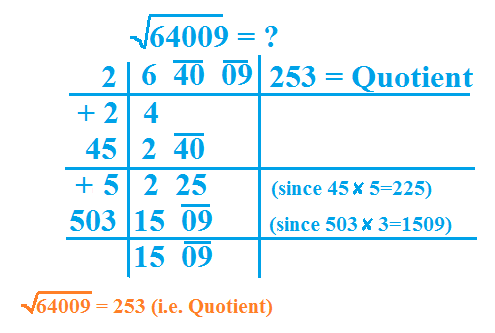 √64009 = ?
2 6 40 09 253 = Quotient
+ 2 4
45 2 40
+ 5 2 25 (since 45 × 5=225)
503 15 09 (since 503 × 3=1509)
15 09
√64009 = 253 (i.e. Quotient)